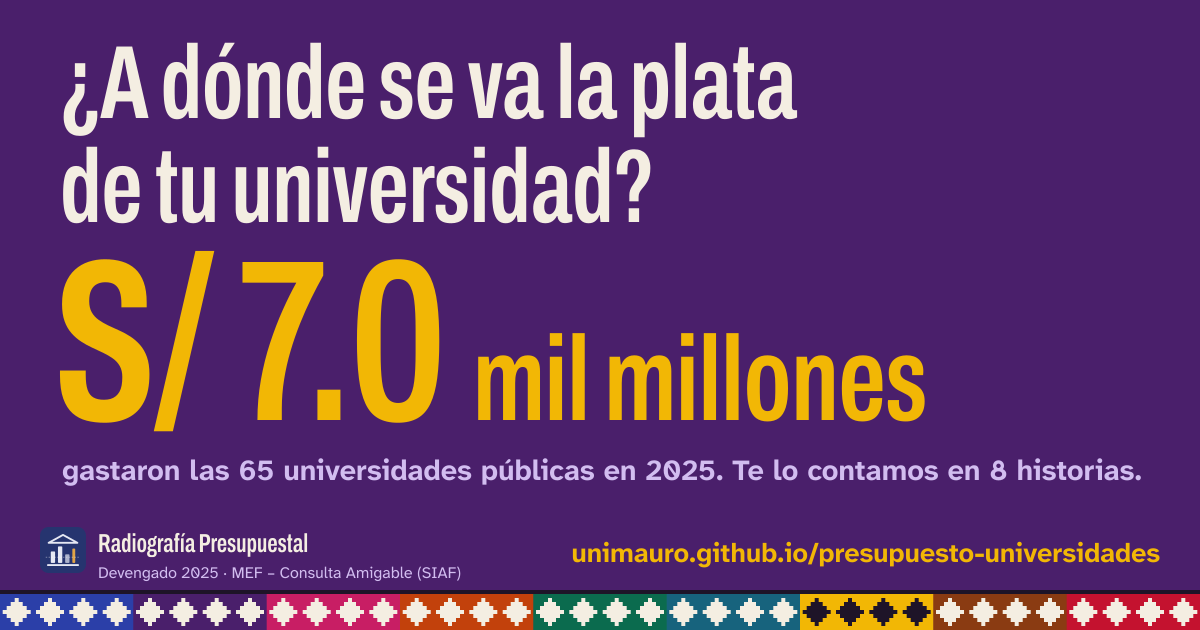 ¿A dónde se va la plata
de tu universidad?
S/ 7.0 mil millones
gastaron las 65 universidades públicas en 2025. Te lo contamos en 8 historias.
Radiografía Presupuestal
Devengado 2025 · MEF – Consulta Amigable (SIAF)
unimauro.github.io/presupuesto-universidades